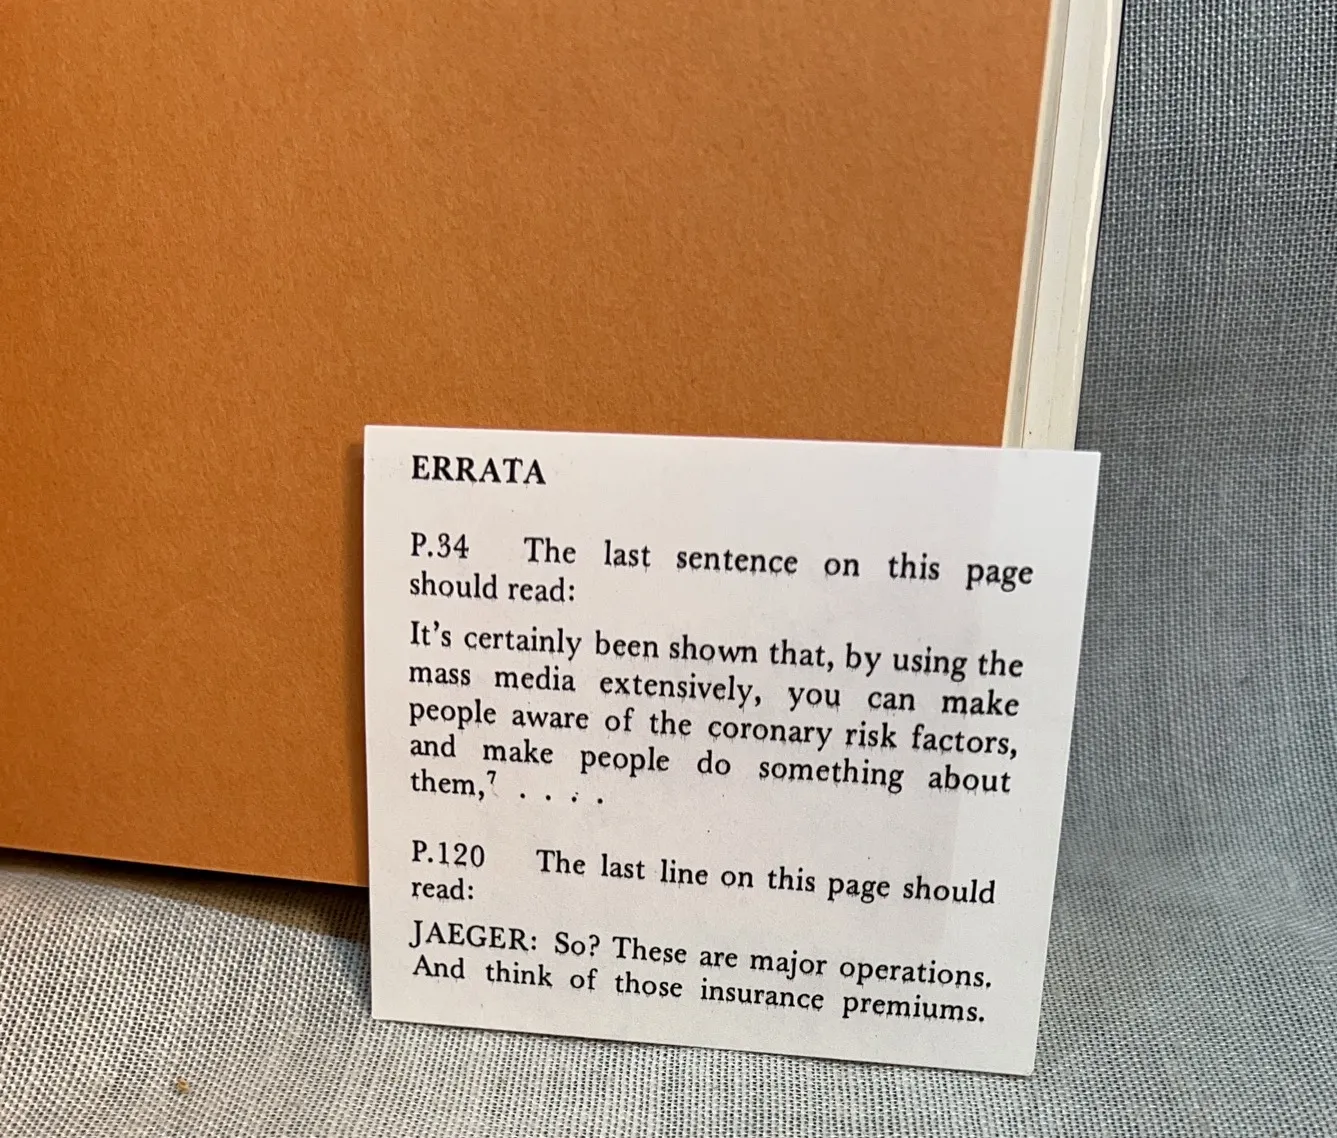 ERRATA
P.34 The last sentence on this page
should read:
It's certainly been shown that, by using the
mass media extensively, you can make
people aware of the coronary risk factors,
and make people do something about
them,⁷ . . . .
P.120 The last line on this page should
read:
JAEGER: So? These are major operations.
And think of those insurance premiums.